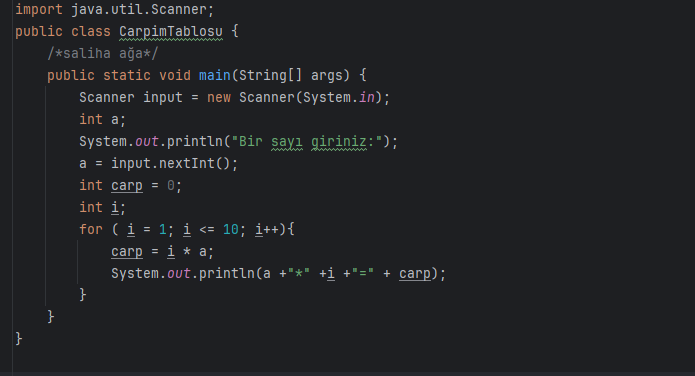 import java.util.Scanner;
public class CarpimTablosu {
    /*saliha ağa*/
    public static void main(String[] args) {
        Scanner input = new Scanner(System.in);
        int a;
        System.out.println("Bir sayı giriniz:");
        a = input.nextInt();
        int carp = 0;
        int i;
        for ( i = 1; i <= 10; i++){
            carp = i * a;
            System.out.println(a +"*" +i +"=" + carp);
        }
    }
}